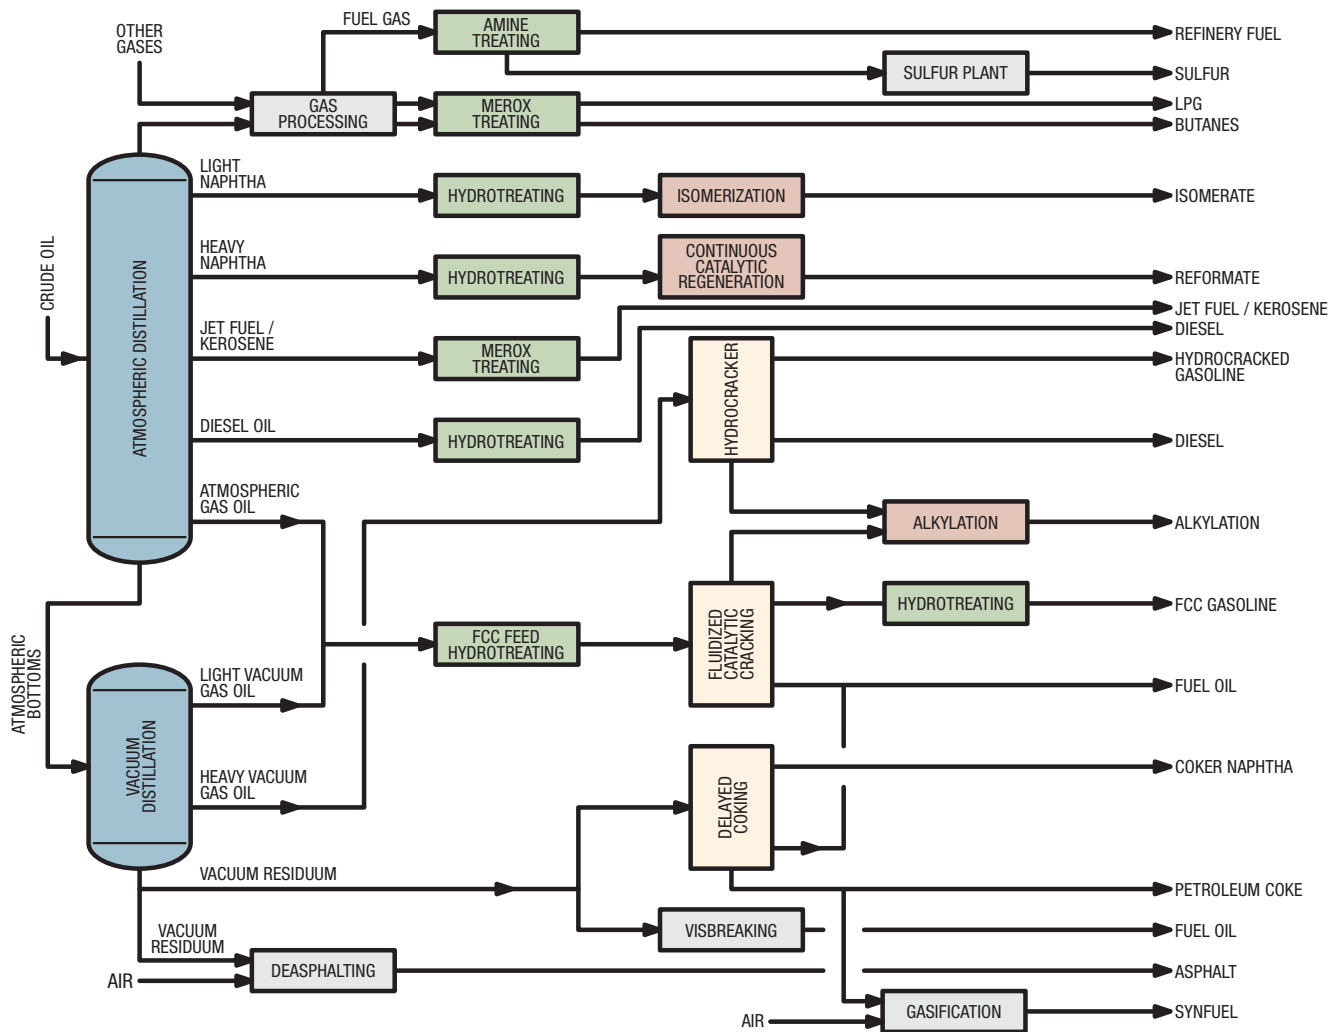 OTHER
GASES
FUEL GAS
AMINE
TREATING
REFINERY FUEL
SULFUR PLANT
SULFUR
GAS
PROCESSING
MEROX
TREATING
LPG
BUTANES
LIGHT
NAPHTHA
HYDROTREATING
ISOMERIZATION
ISOMERATE
CRUDE OIL
ATMOSPHERIC DISTILLATION
HEAVY
NAPHTHA
HYDROTREATING
CONTINUOUS
CATALYTIC
REGENERATION
REFORMATE
JET FUEL /
KEROSENE
MEROX
TREATING
JET FUEL / KEROSENE
DIESEL
HYDROCRACKER
HYDROCRACKED
GASOLINE
DIESEL OIL
HYDROTREATING
DIESEL
ATMOSPHERIC
GAS OIL
ALKYLATION
ALKYLATION
ATMOSPHERIC
BOTTOMS
FCC FEED
HYDROTREATING
FLUIDIZED
CATALYTIC
CRACKING
HYDROTREATING
FCC GASOLINE
VACUUM
DISTILLATION
LIGHT VACUUM
GAS OIL
FUEL OIL
HEAVY VACUUM
GAS OIL
DELAYED
COKING
COKER NAPHTHA
VACUUM RESIDUUM
PETROLEUM COKE
VACUUM
RESIDUUM
VISBREAKING
FUEL OIL
AIR
DEASPHALTING
ASPHALT
AIR
GASIFICATION
SYNFUEL